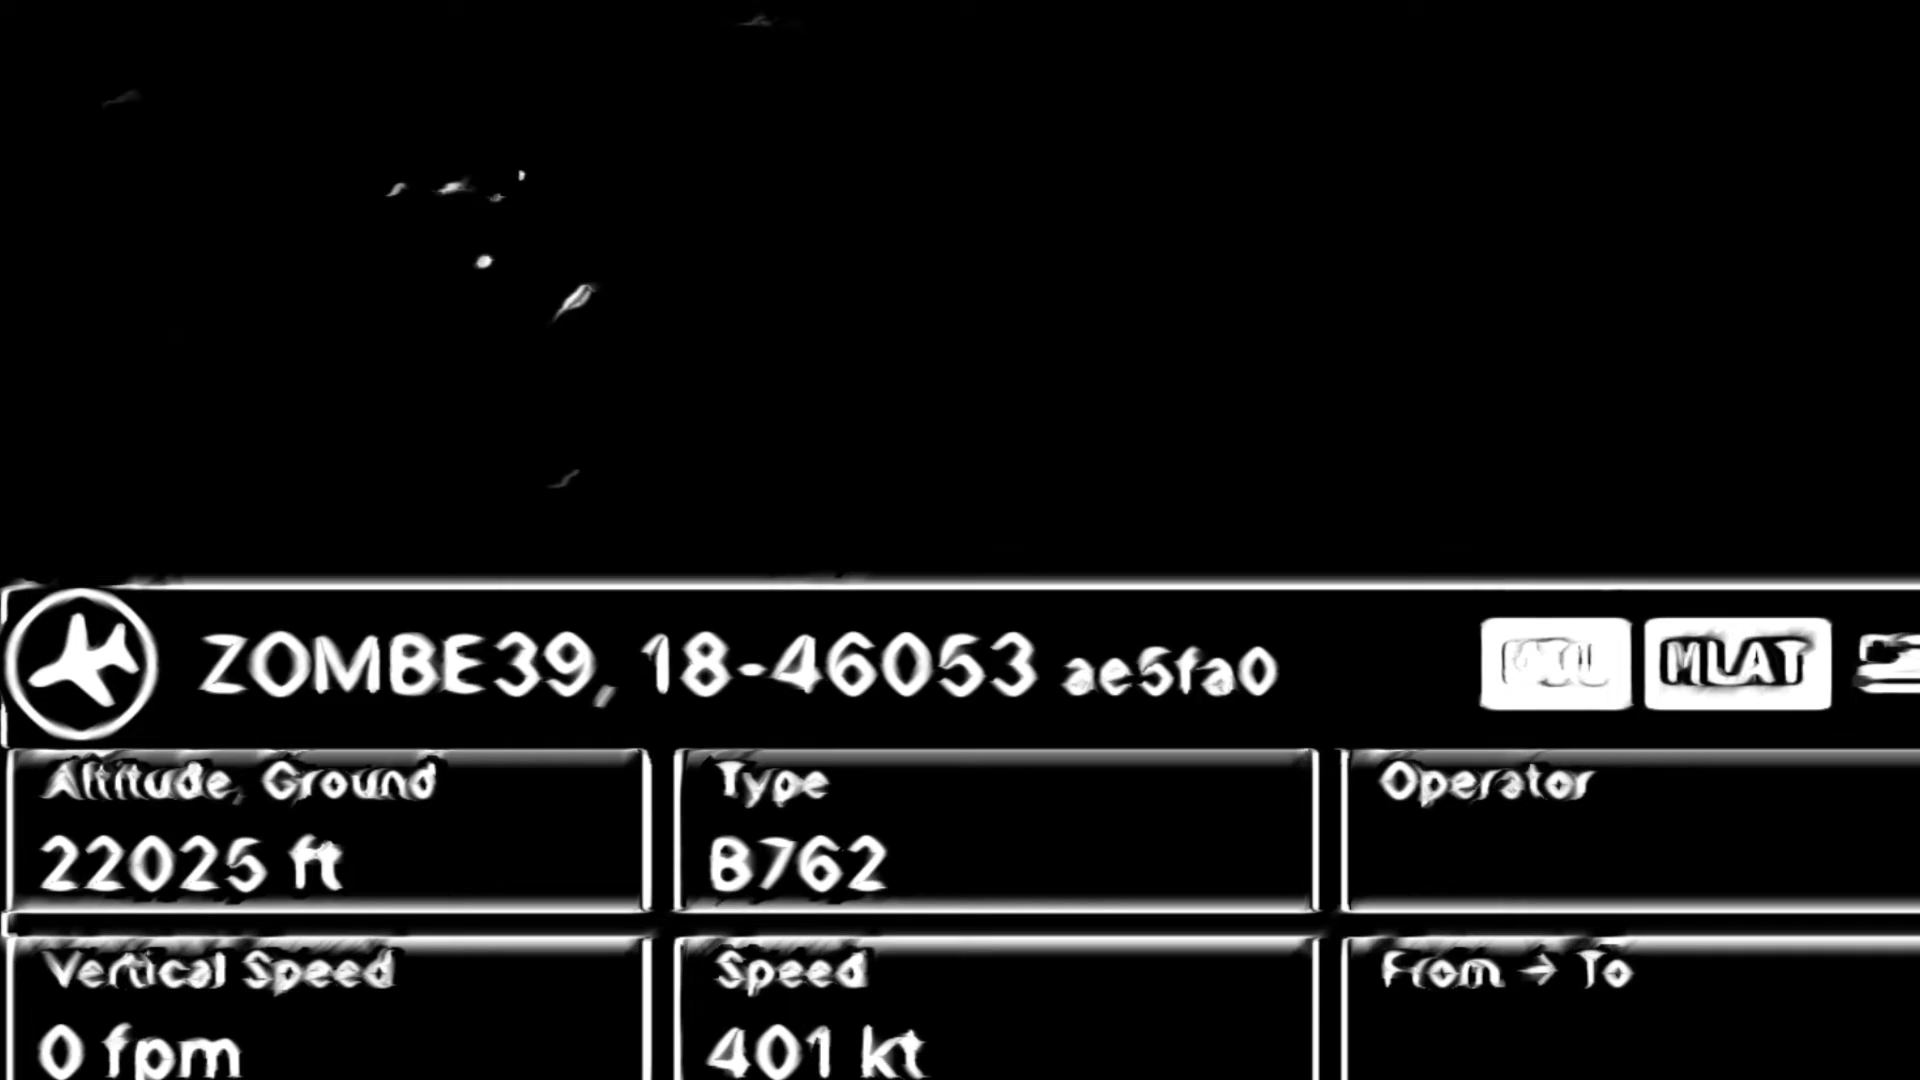 ZOMBE39, 18-46053 ae5fa0 MIL MLAT
Altitude, Ground Type Operator
22025 ft B762
Vertical Speed Speed From → To
0 fpm 401 kt